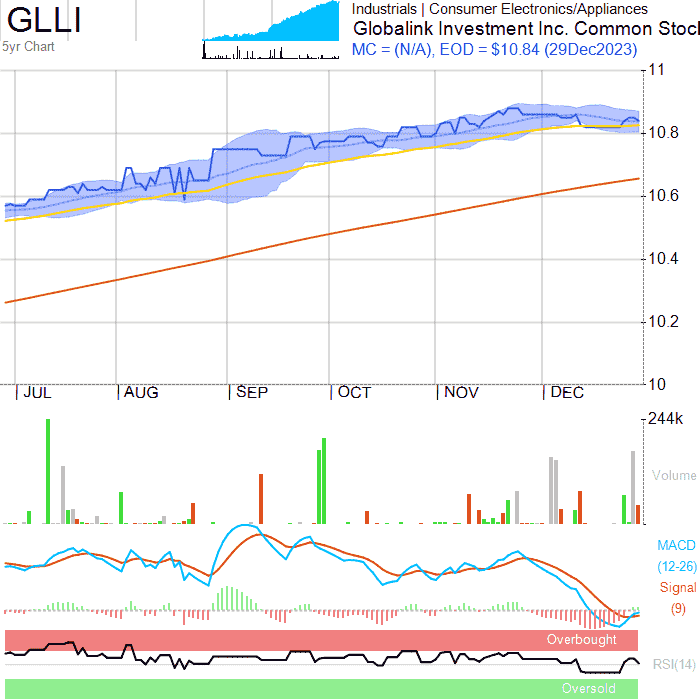 GLLI
5yr Chart
Industrials | Consumer Electronics/Appliances
Globalink Investment Inc. Common Stoc
MC = (N/A), EOD = $10.84 (29Dec2023)
11
10.8
10.6
10.4
10.2
10
JUL AUG SEP OCT NOV DEC
244k
Volume
MACD
(12-26)
Signal
(9)
Overbought
RSI(14)
Oversold